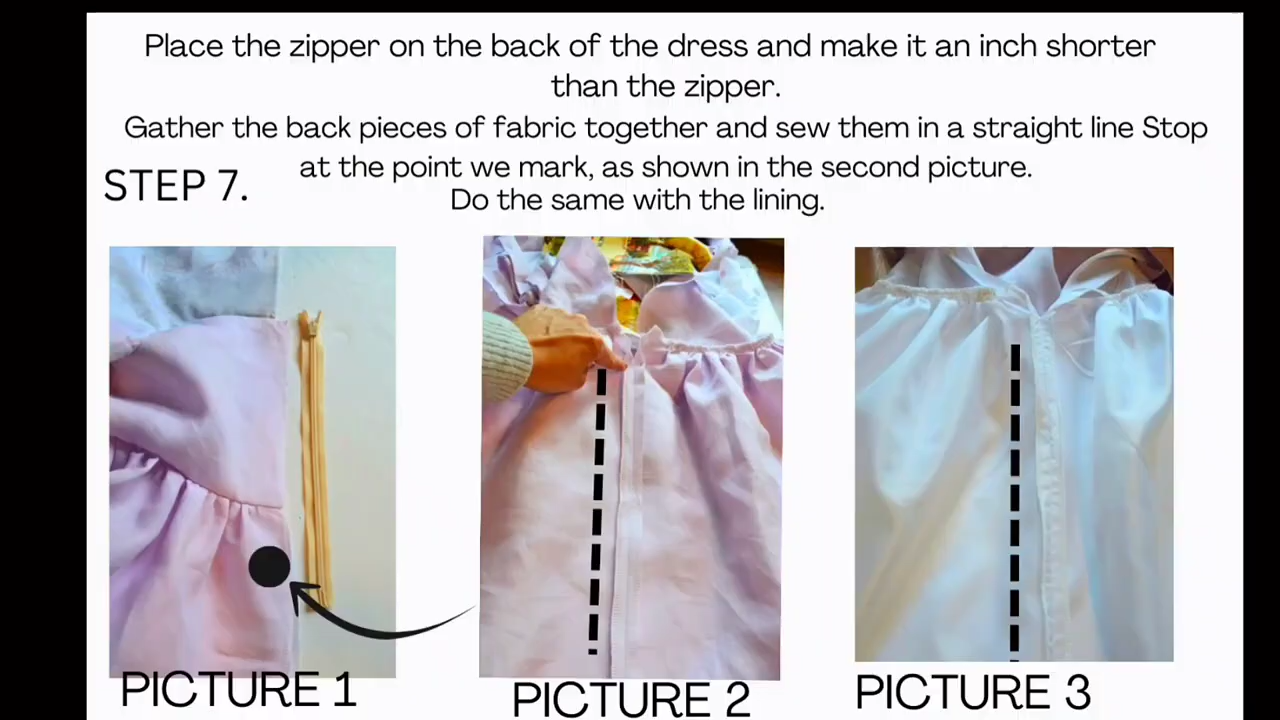 Place the zipper on the back of the dress and make it an inch shorter
than the zipper.
Gather the back pieces of fabric together and sew them in a straight line Stop
at the point we mark, as shown in the second picture.
STEP 7.
Do the same with the lining.
PICTURE 1
PICTURE 2
PICTURE 3